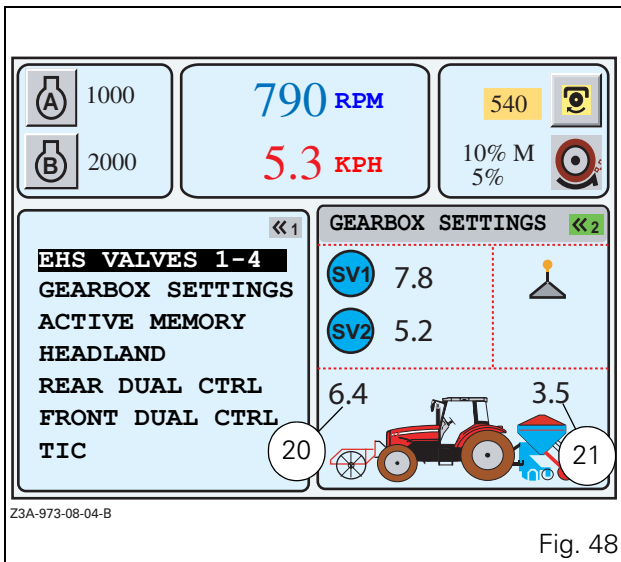 A 1000
B 2000
790 RPM
5.3 KPH
540
10% M
5%
«1
EHS VALVES 1-4
GEARBOX SETTINGS
ACTIVE MEMORY
HEADLAND
REAR DUAL CTRL
FRONT DUAL CTRL
TIC
GEARBOX SETTINGS «2
SV1 7.8
SV2 5.2
6.4
3.5
20
21
Z3A-973-08-04-B
Fig. 48